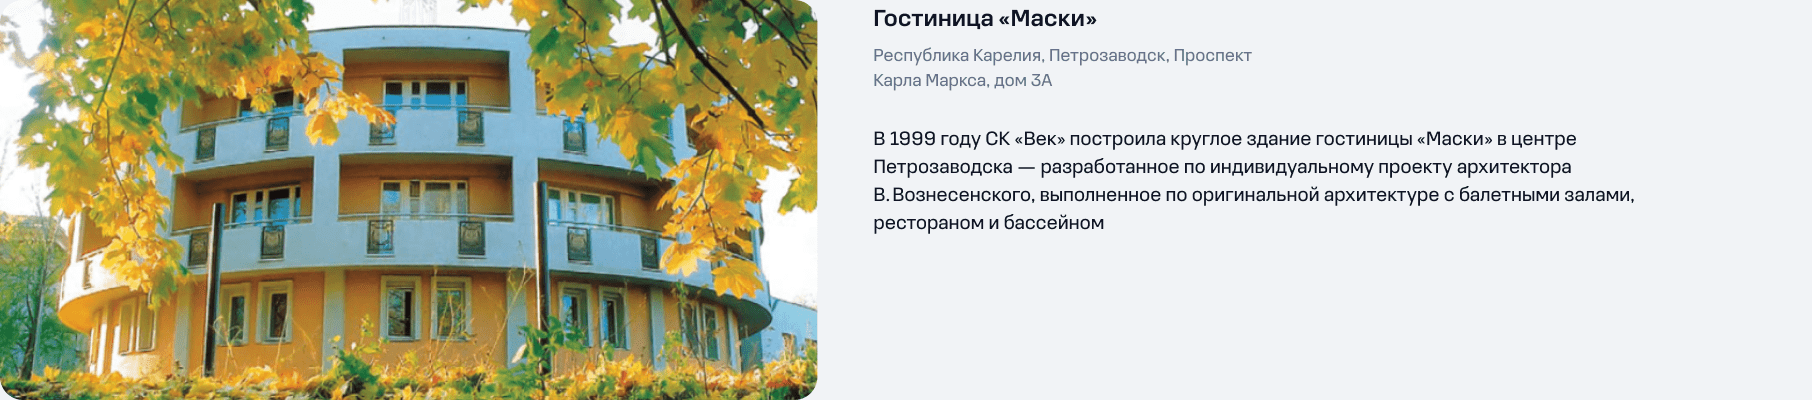 Гостиница «Маски»
Республика Карелия, Петрозаводск, Проспект
Карла Маркса, дом 3А
В 1999 году СК «Век» построила круглое здание гостиницы «Маски» в центре
Петрозаводска — разработанное по индивидуальному проекту архитектора
В. Вознесенского, выполненное по оригинальной архитектуре с балетными залами,
рестораном и бассейном